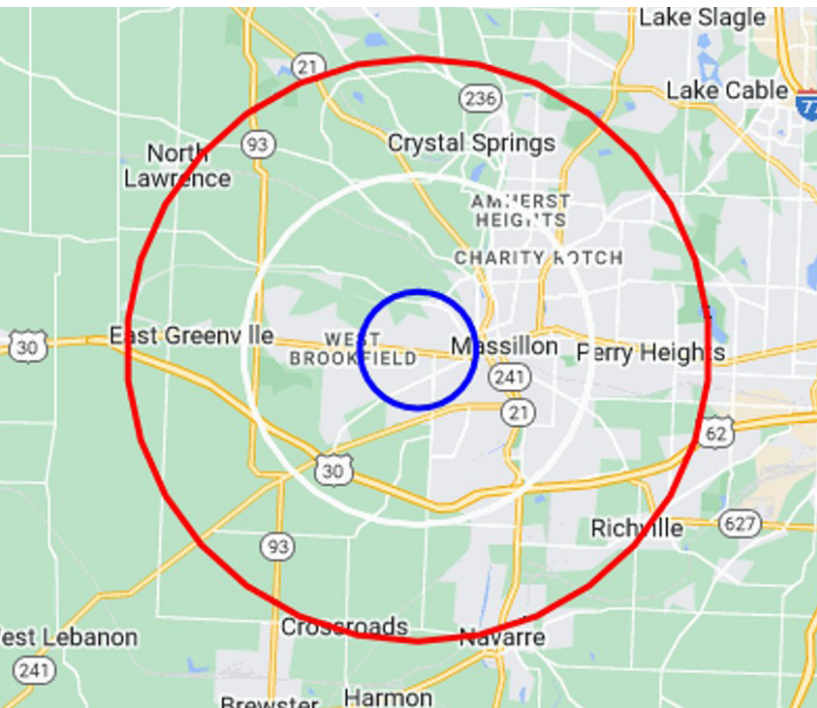 Lake Slagle
21
236
Lake Cable
77
93
Crystal Springs
North
Lawrence
AMHERST
HEIGHTS
CHARITY ROTCH
30
East Greenville
WEST
BROOKFIELD
Massillon
Perry Heights
241
21
62
30
Richville
627
93
Crossroads
Navarre
est Lebanon
241
Harmon
Brewster